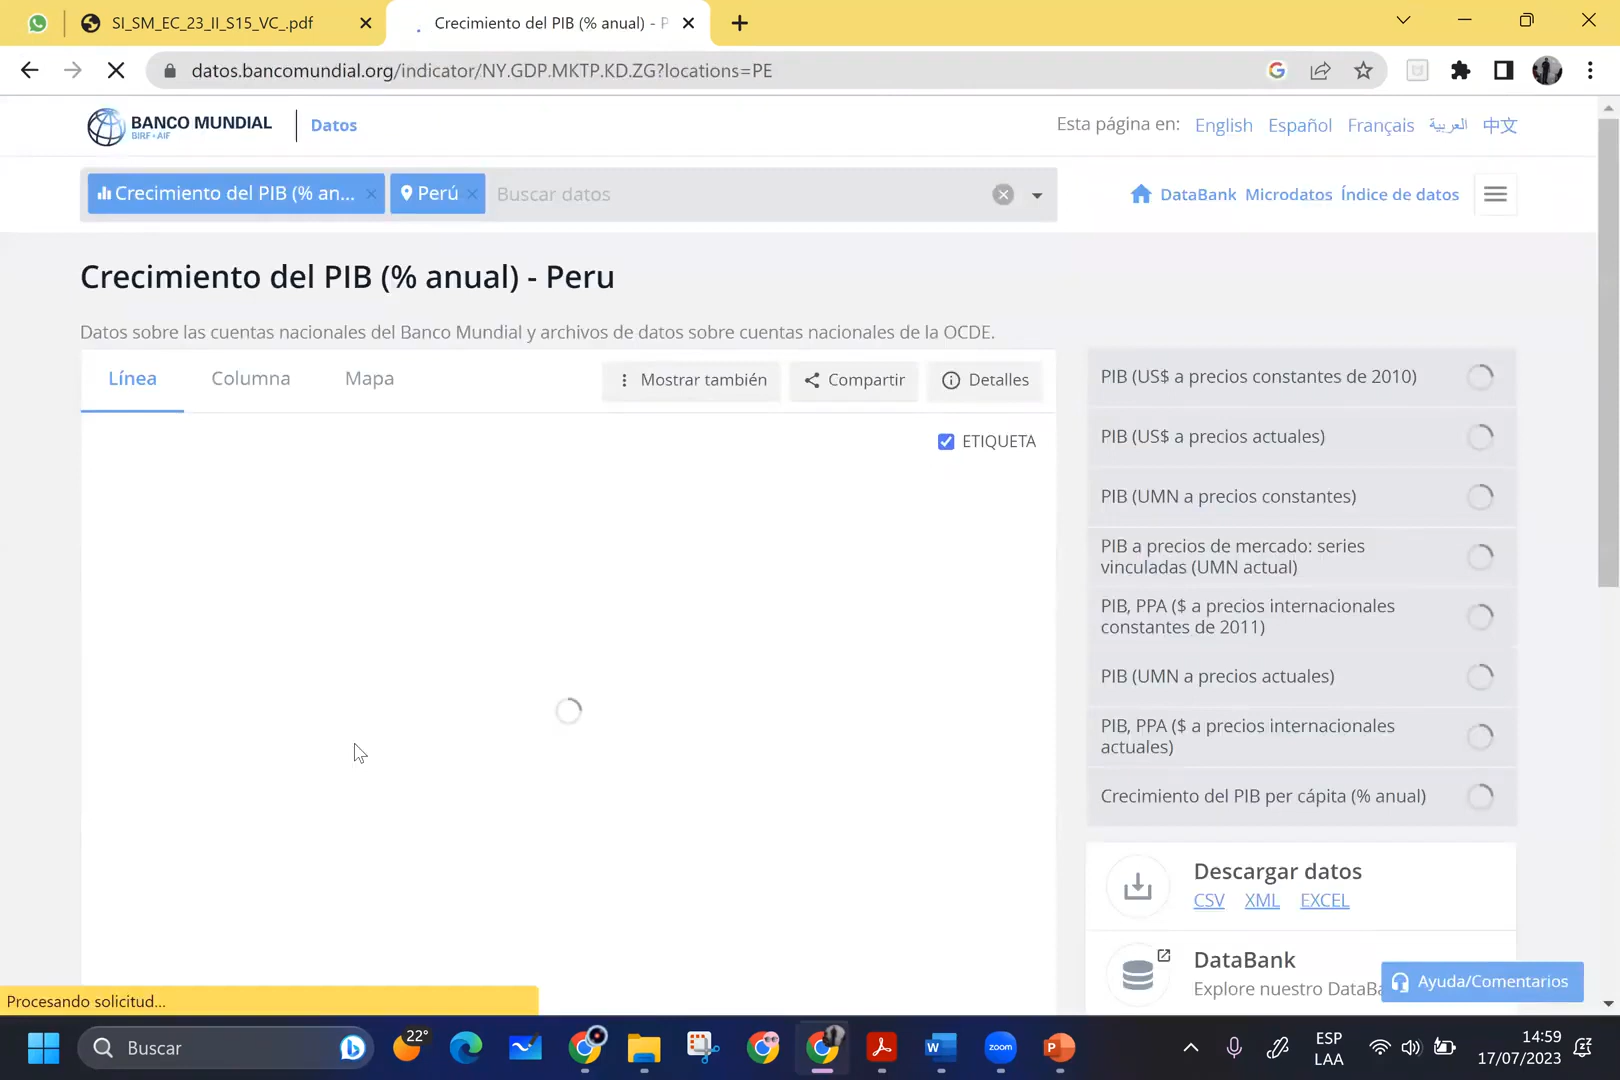 SI_SM_EC_23_II_S15_VC_.pdf
Crecimiento del PIB (% anual) - P
datos.bancomundial.org/indicator/NY.GDP.MKTP.KD.ZG?locations=PE
BANCO MUNDIAL
BIRF • AIF
Datos
Esta página en: English Español Français العربية 中文
Crecimiento del PIB (% an...
Perú
Buscar datos
DataBank Microdatos Índice de datos
Crecimiento del PIB (% anual) - Peru
Datos sobre las cuentas nacionales del Banco Mundial y archivos de datos sobre cuentas nacionales de la OCDE.
Línea Columna Mapa
Mostrar también
Compartir
Detalles
ETIQUETA
PIB (US$ a precios constantes de 2010)
PIB (US$ a precios actuales)
PIB (UMN a precios constantes)
PIB a precios de mercado: series
vinculadas (UMN actual)
PIB, PPA ($ a precios internacionales
constantes de 2011)
PIB (UMN a precios actuales)
PIB, PPA ($ a precios internacionales
actuales)
Crecimiento del PIB per cápita (% anual)
Descargar datos
CSV XML EXCEL
DataBank
Explore nuestro DataBa
Ayuda/Comentarios
Procesando solicitud...
Buscar
22°
zoom
ESP
LAA
14:59
17/07/2023